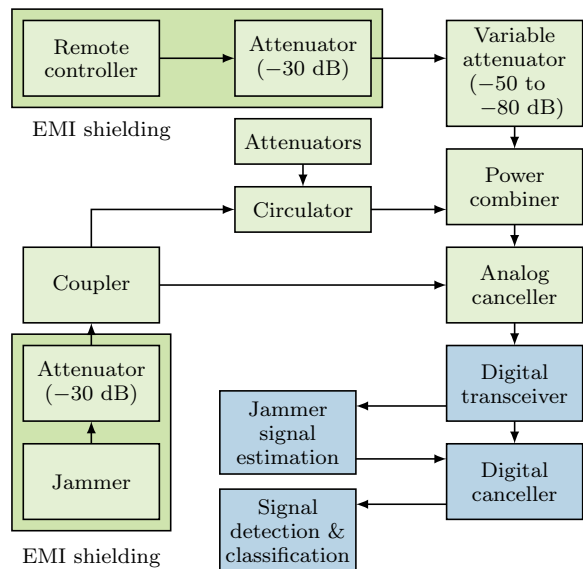 Remote
controller
Attenuator
(−30 dB)
Variable
attenuator
(−50 to
−80 dB)
EMI shielding
Attenuators
Power
combiner
Circulator
Coupler
Analog
canceller
Attenuator
(−30 dB)
Digital
transceiver
Jammer
signal
estimation
Jammer
Digital
canceller
Signal
detection &
classification
EMI shielding